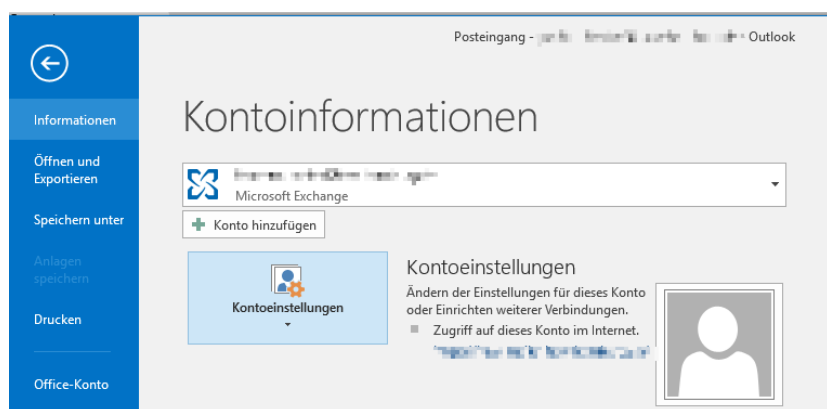 Posteingang - Outlook
Informationen
Kontoinformationen
Öffnen und
Exportieren
Microsoft Exchange
Speichern unter
Konto hinzufügen
Anlagen
speichern
Kontoeinstellungen
Kontoeinstellungen
Ändern der Einstellungen für dieses Konto
oder Einrichten weiterer Verbindungen.
Zugriff auf dieses Konto im Internet.
Drucken
Office-Konto